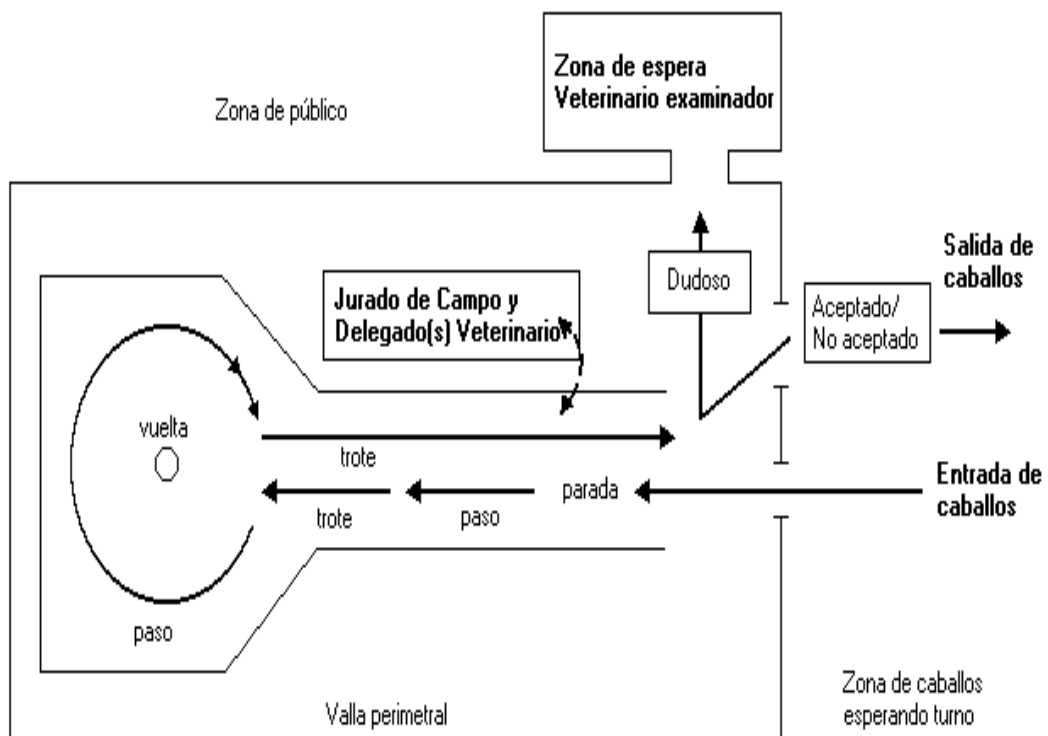 Zona de espera
Veterinario examinador
Zona de público
Salida de
caballos
Dudoso
Jurado de Campo y
Delegado(s) Veterinario
Aceptado/
No aceptado
vuelta
trote
Entrada de
caballos
parada
trote
paso
paso
Zona de caballos
esperando turno
Valla perimetral